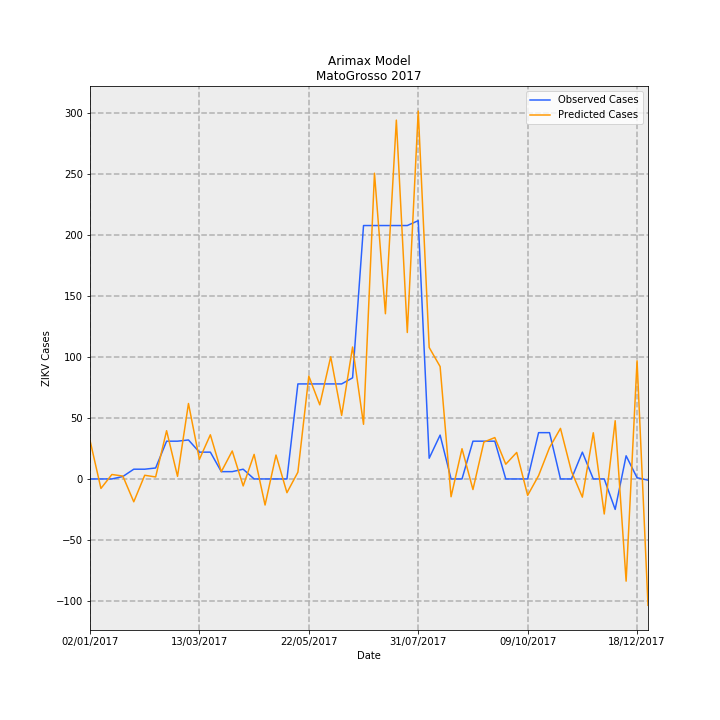 Arimax Model
MatoGrosso 2017
Observed Cases
Predicted Cases
300
250
200
150
100
50
0
−50
−100
ZIKV Cases
02/01/2017
13/03/2017
22/05/2017
31/07/2017
09/10/2017
18/12/2017
Date